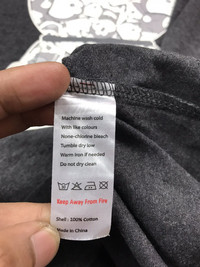 Machine wash cold
With like colours
None-chlorine bleach
Tumble dry low
Warm iron if needed
Do not dry clean
Keep Away From Fire
Shell : 100% Cotton
Made In China